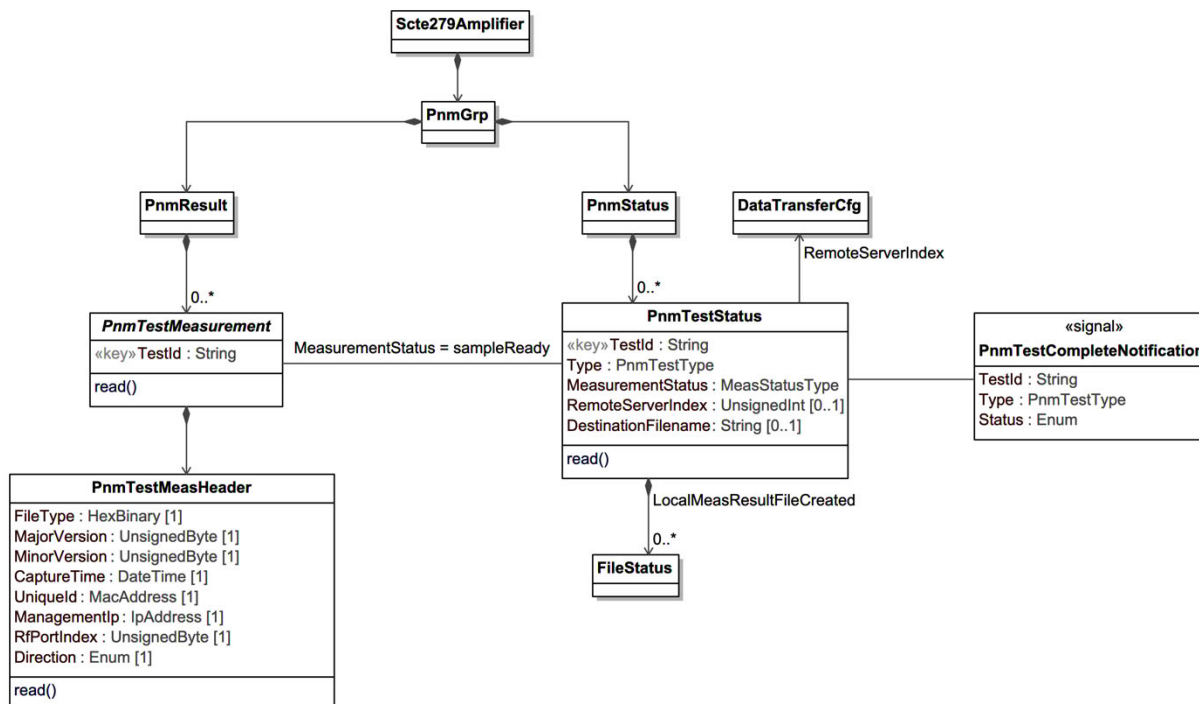 Scte279Amplifier
PnmGrp
PnmResult
PnmStatus
DataTransferCfg
RemoteServerIndex
0..*
0..*
PnmTestMeasurement
«key»TestId : String
read()
MeasurementStatus = sampleReady
PnmTestStatus
«key»TestId : String
Type : PnmTestType
MeasurementStatus : MeasStatusType
RemoteServerIndex : UnsignedInt [0..1]
DestinationFilename : String [0..1]
read()
«signal»
PnmTestCompleteNotification
TestId : String
Type : PnmTestType
Status : Enum
PnmTestMeasHeader
FileType : HexBinary [1]
MajorVersion : UnsignedByte [1]
MinorVersion : UnsignedByte [1]
CaptureTime : DateTime [1]
UniqueId : MacAddress [1]
ManagementIp : IpAddress [1]
RfPortIndex : UnsignedByte [1]
Direction : Enum [1]
read()
LocalMeasResultFileCreated
0..*
FileStatus